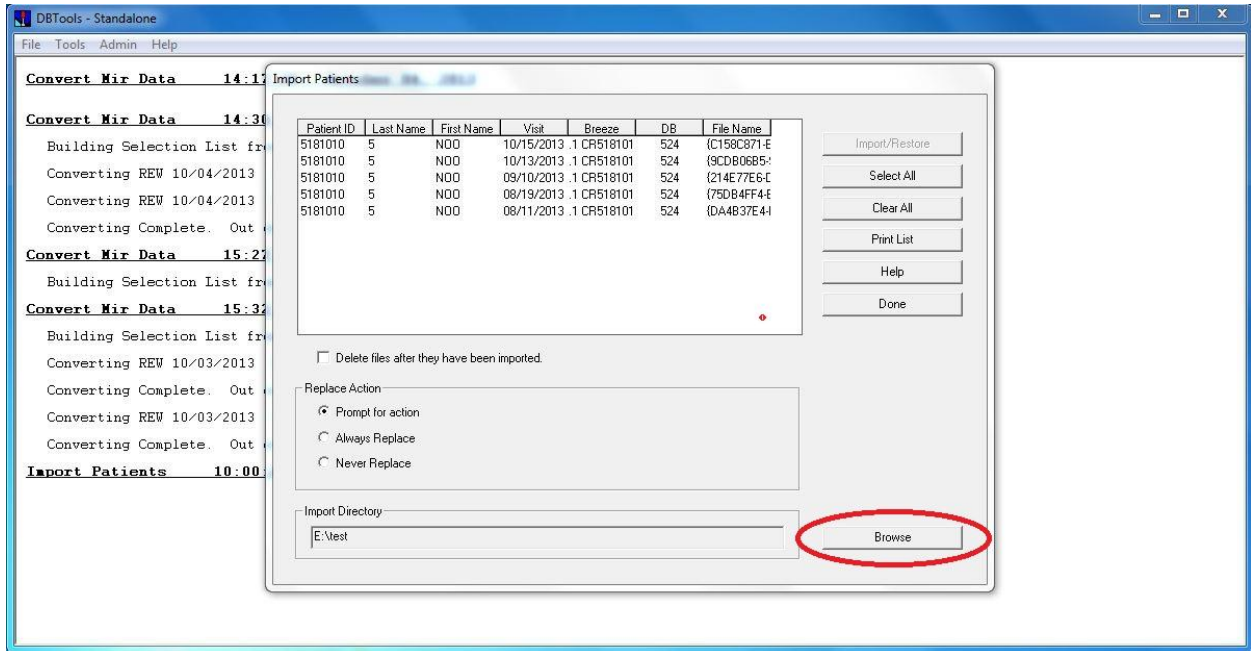 DBTools - Standalone
File Tools Admin Help
Convert Mir Data 14:17
Convert Mir Data 14:30
Building Selection List fr
Converting REW 10/04/2013
Converting REW 10/04/2013
Converting Complete. Out
Convert Mir Data 15:27
Building Selection List fr
Convert Mir Data 15:32
Building Selection List fr
Converting REW 10/03/2013
Converting Complete. Out
Converting REW 10/03/2013
Converting Complete. Out
Import Patients 10:00
Import Patients
Patient ID Last Name First Name Visit Breeze DB File Name
5181010 5 NOO 10/15/2013 .1 CR518101 524 {C158C871-E
5181010 5 NOO 10/13/2013 .1 CR518101 524 {9CDB06B5-
5181010 5 NOO 09/10/2013 .1 CR518101 524 {214E77E6-
5181010 5 NOO 08/19/2013 .1 CR518101 524 {75DB4FF4-
5181010 5 NOO 08/11/2013 .1 CR518101 524 {DA4B37E4-
Import/Restore
Select All
Clear All
Print List
Help
Done
Delete files after they have been imported.
Replace Action
Prompt for action
Always Replace
Never Replace
Import Directory
E:\test
Browse